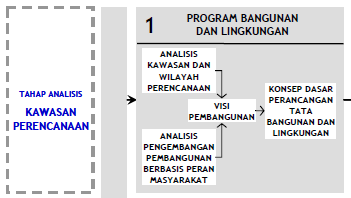 TAHAP ANALISIS
KAWASAN
PERENCANAAN
1
PROGRAM BANGUNAN
DAN LINGKUNGAN
ANALISIS
KAWASAN DAN
WILAYAH
PERENCANAAN
VISI
PEMBANGUNAN
KONSEP DASAR
PERANCANGAN
TATA
BANGUNAN DAN
LINGKUNGAN
ANALISIS
PENGEMBANGAN
PEMBANGUNAN
BERBASIS PERAN
MASYARAKAT